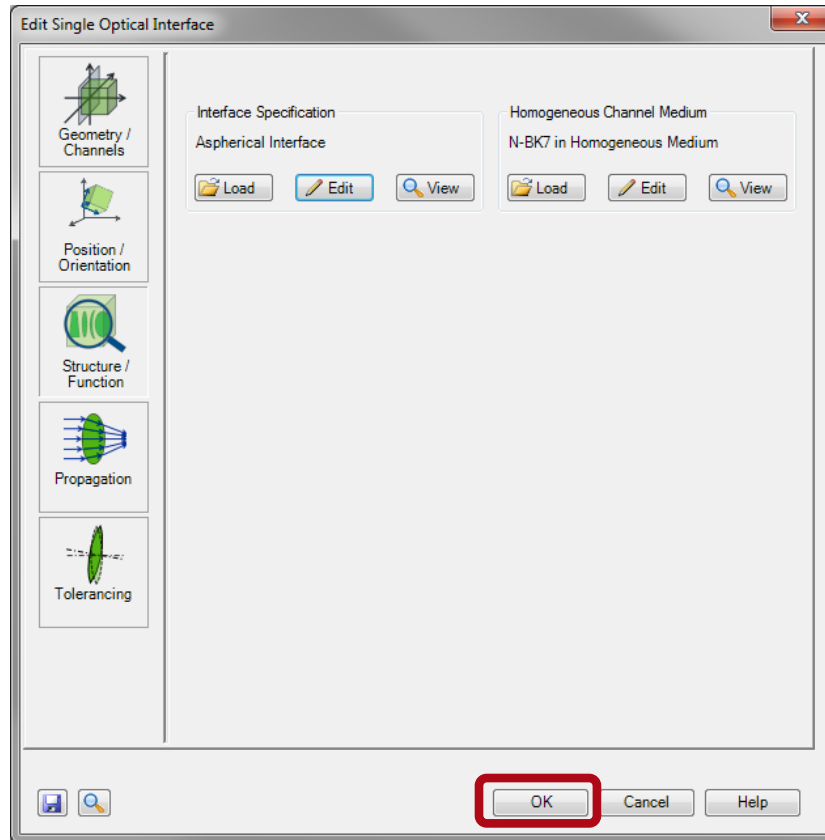 Edit Single Optical Interface
Geometry /
Channels
Position /
Orientation
Structure /
Function
Propagation
Tolerancing
Interface Specification
Aspherical Interface
Load
Edit
View
Homogeneous Channel Medium
N-BK7 in Homogeneous Medium
Load
Edit
View
OK
Cancel
Help